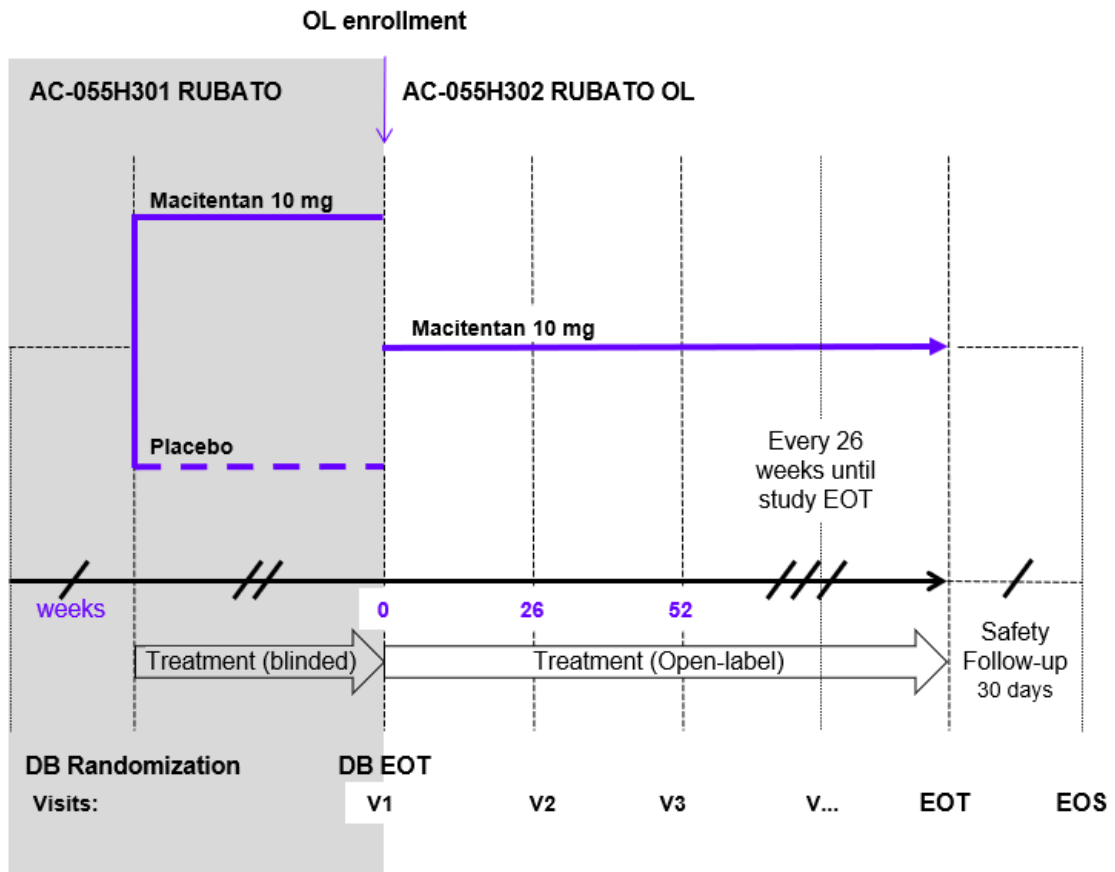 OL enrollment
AC-055H301 RUBATO
AC-055H302 RUBATO OL
Macitentan 10 mg
Macitentan 10 mg
Placebo
Every 26
weeks until
study EOT
weeks
0
26
52
Treatment (blinded)
Treatment (Open-label)
Safety
Follow-up
30 days
DB Randomization
DB EOT
Visits:
V1
V2
V3
V...
EOT
EOS